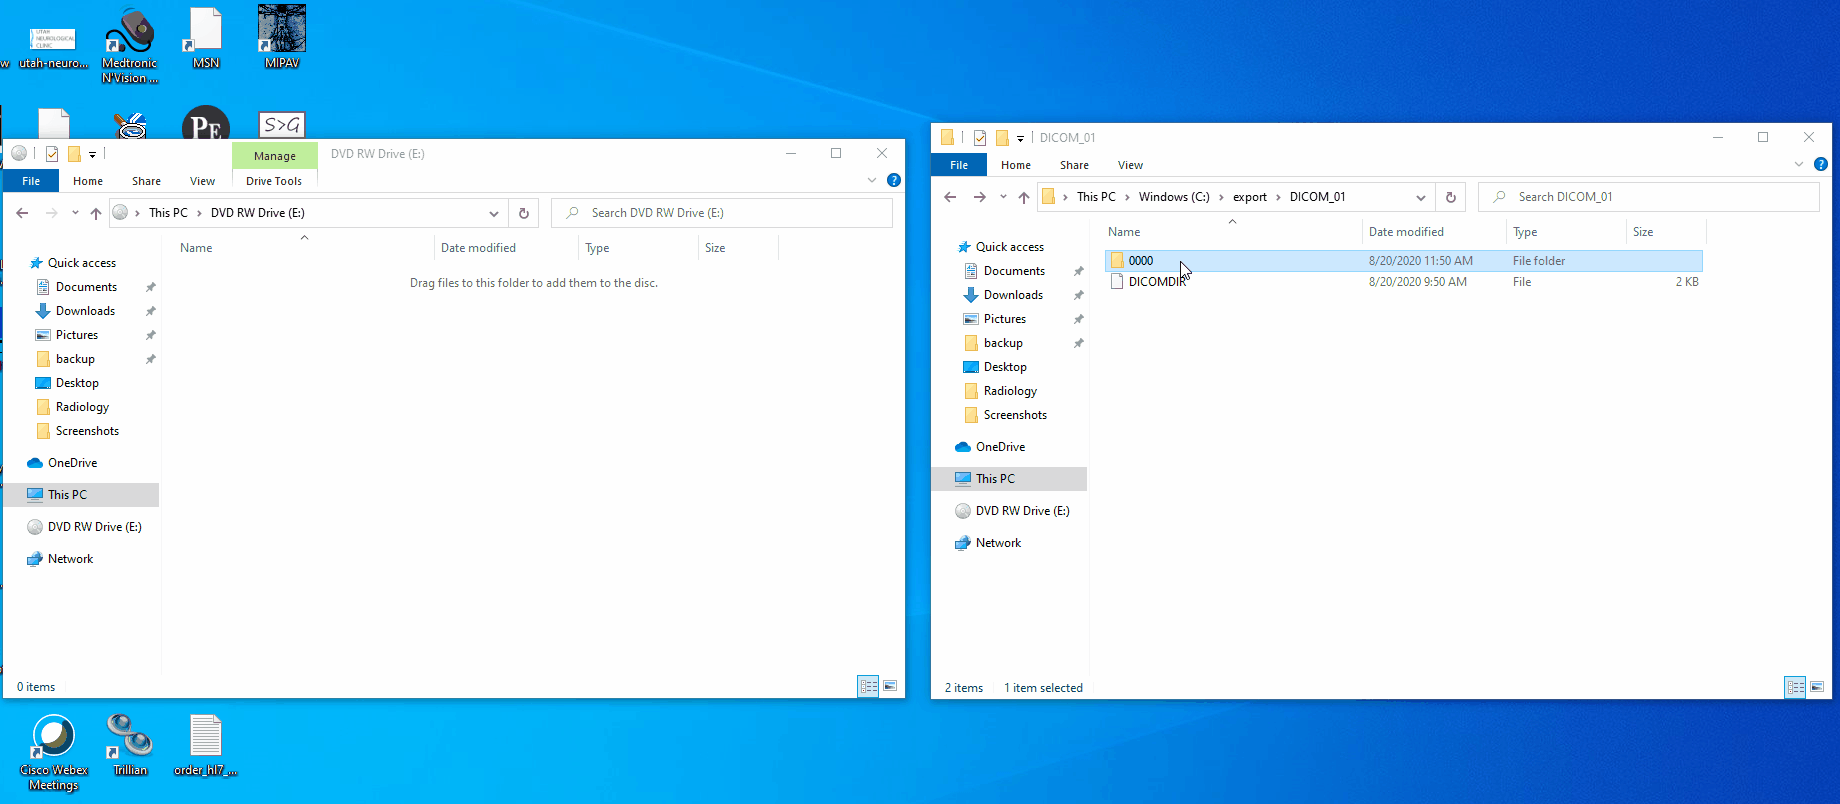 UTAH
NEUROLOGICAL
CLINIC
w
utah-neuro...
Medtronic
N'Vision ...
MSN
MIPAV
PE
S>G
Manage
DVD RW Drive (E:)
File
Home
Share
View
Drive Tools
This PC
DVD RW Drive (E:)
Search DVD RW Drive (E:)
Name
Date modified
Type
Size
Drag files to this folder to add them to the disc.
Quick access
Documents
Downloads
Pictures
backup
Desktop
Radiology
Screenshots
OneDrive
This PC
DVD RW Drive (E:)
Network
0 items
DICOM_01
File
Home
Share
View
This PC
Windows (C:)
export
DICOM_01
Search DICOM_01
Name
Date modified
Type
Size
0000
8/20/2020 11:50 AM
File folder
DICOMDIR
8/20/2020 9:50 AM
File
2 KB
Quick access
Documents
Downloads
Pictures
backup
Desktop
Radiology
Screenshots
OneDrive
This PC
DVD RW Drive (E:)
Network
2 items
1 item selected
Cisco Webex
Meetings
Trillian
order_hl7_...